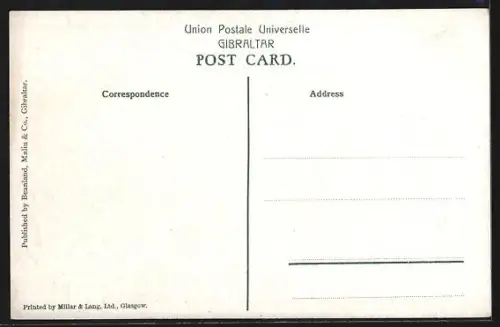 Union Postale Universelle
GIBRALTAR
POST CARD.
Correspondence
Address
Published by Beanland, Malin & Co., Gibraltar.
Printed by Millar & Lang, Ltd., Glasgow.